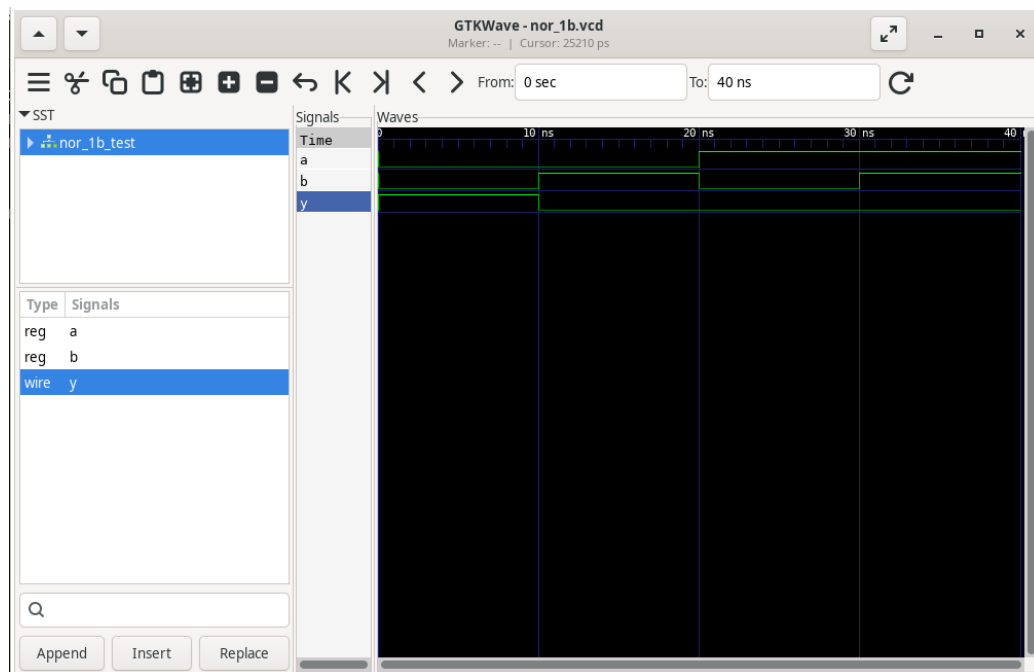 GTKWave - nor_1b.vcd
Marker: -- | Cursor: 25210 ps
From: 0 sec To: 40 ns
SST
nor_1b_test
Type Signals
reg a
reg b
wire y
Append Insert Replace
Signals
Time
a
b
y
Waves
0 10 ns 20 ns 30 ns 40